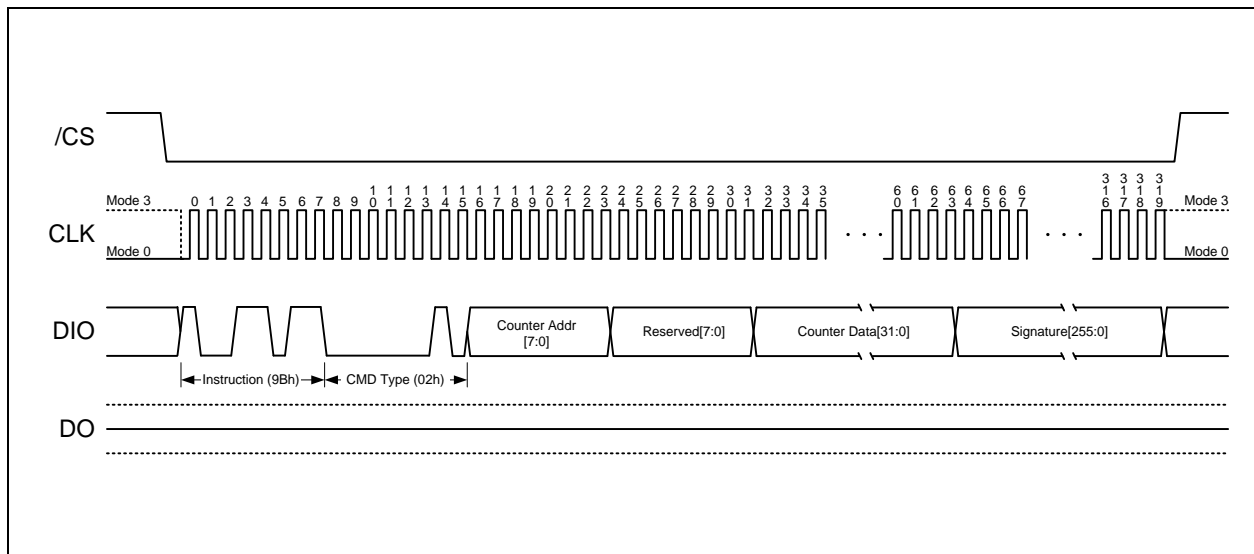 /CS
Mode 3 0 1 2 3 4 5 6 7 8 9 10 11 12 13 14 15 16 17 18 19 20 21 22 23 24 25 26 27 28 29 30 31 32 33 34 35 60 61 62 63 64 65 66 67 316 317 318 319 Mode 3
CLK
Mode 0 . . . . . . Mode 0
DIO
Counter Addr
[7:0]
Reserved[7:0]
Counter Data[31:0]
Signature[255:0]
Instruction (9Bh)
CMD Type (02h)
DO